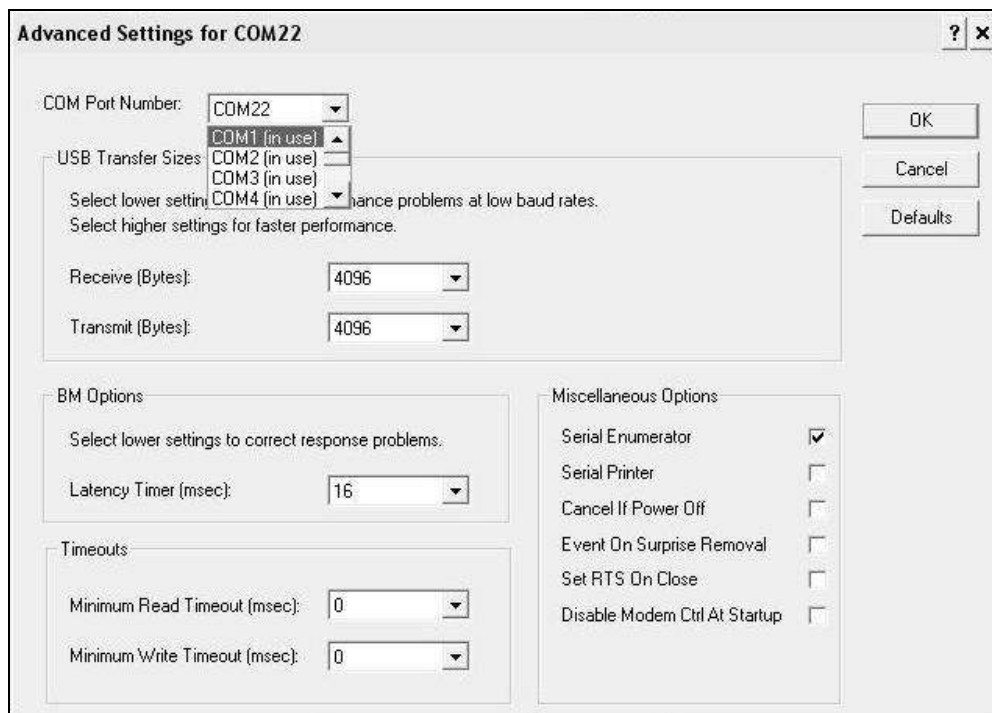 Advanced Settings for COM22
? ×
COM Port Number:
COM22
COM1 (in use)
COM2 (in use)
COM3 (in use)
COM4 (in use)
OK
Cancel
Defaults
USB Transfer Sizes
Select lower settin mance problems at low baud rates.
Select higher settings for faster performance.
Receive (Bytes):
4096
Transmit (Bytes):
4096
BM Options
Select lower settings to correct response problems.
Latency Timer (msec):
16
Timeouts
Minimum Read Timeout (msec):
0
Minimum Write Timeout (msec):
0
Miscellaneous Options
Serial Enumerator
Serial Printer
Cancel If Power Off
Event On Surprise Removal
Set RTS On Close
Disable Modem Ctrl At Startup